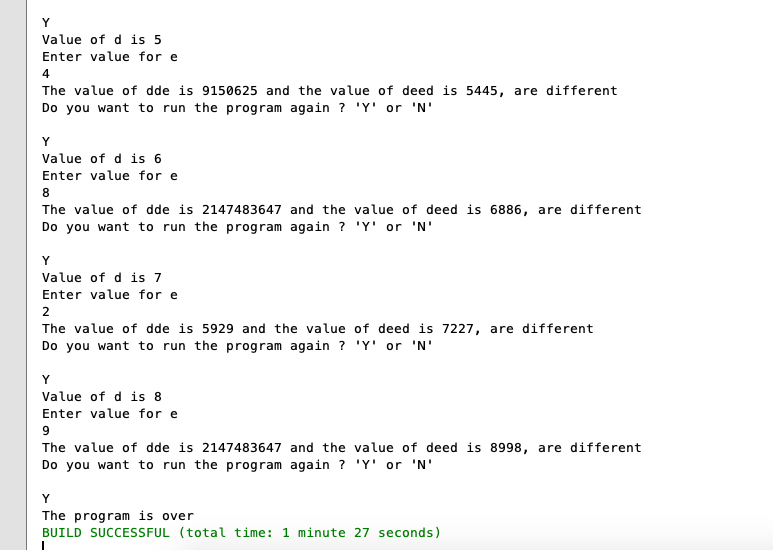 Y
Value of d is 5
Enter value for e
4
The value of dde is 9150625 and the value of deed is 5445, are different
Do you want to run the program again ? 'Y' or 'N'
Y
Value of d is 6
Enter value for e
8
The value of dde is 2147483647 and the value of deed is 6886, are different
Do you want to run the program again ? 'Y' or 'N'
Y
Value of d is 7
Enter value for e
2
The value of dde is 5929 and the value of deed is 7227, are different
Do you want to run the program again ? 'Y' or 'N'
Y
Value of d is 8
Enter value for e
9
The value of dde is 2147483647 and the value of deed is 8998, are different
Do you want to run the program again ? 'Y' or 'N'
Y
The program is over
BUILD SUCCESSFUL (total time: 1 minute 27 seconds)